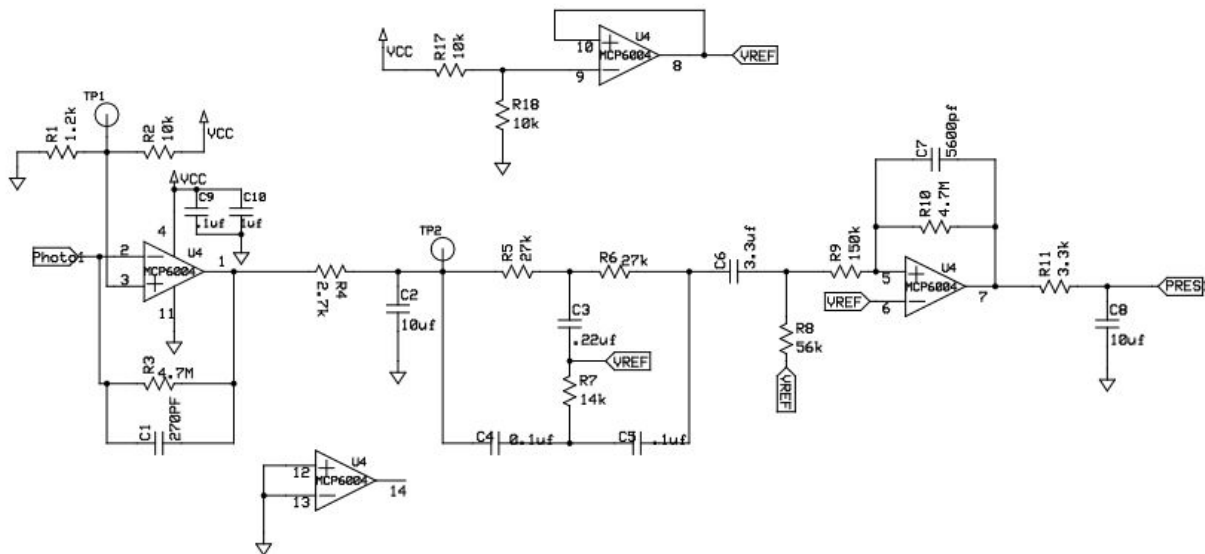 U4
10
MCP6004
9
8
VREF
VCC
R17
10k
R18
10k
TP1
R1
1.2k
R2
10k
VCC
VCC
C9
.1uf
C10
1uf
4
Photo1
2
3
MCP6004
U4
1
11
R3
4.7M
C1
270PF
R4
2.7k
C2
10uf
TP2
R5
27k
R6
27k
C3
.22uf
VREF
R7
14k
C4
0.1uf
C5
.1uf
C6
3.3uf
R8
56k
VREF
R9
150k
C7
5600pf
R10
4.7M
5
VREF
6
MCP6004
U4
7
R11
3.3k
PRES
C8
10uf
U4
12
MCP6004
13
14